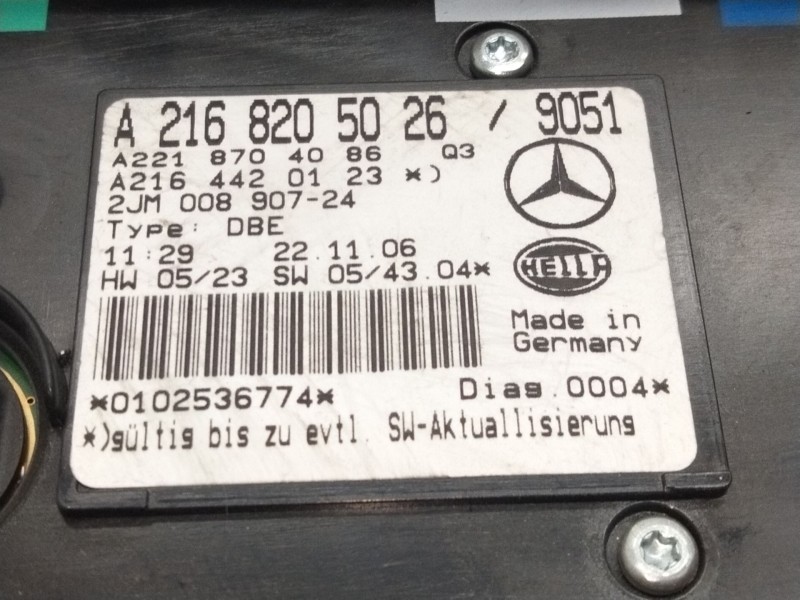 A 216 820 50 26 / 9051
A221 870 40 86 Q3
A216 442 01 23 *)
2JM 008 907-24
Type: DBE
11:29 22.11.06
HW 05/23 SW 05/43.04*
HELLA
Made in
Germany
*0102536774* Diag.0004*
*)gültig bis zu evtl. SW-Aktuallisierung